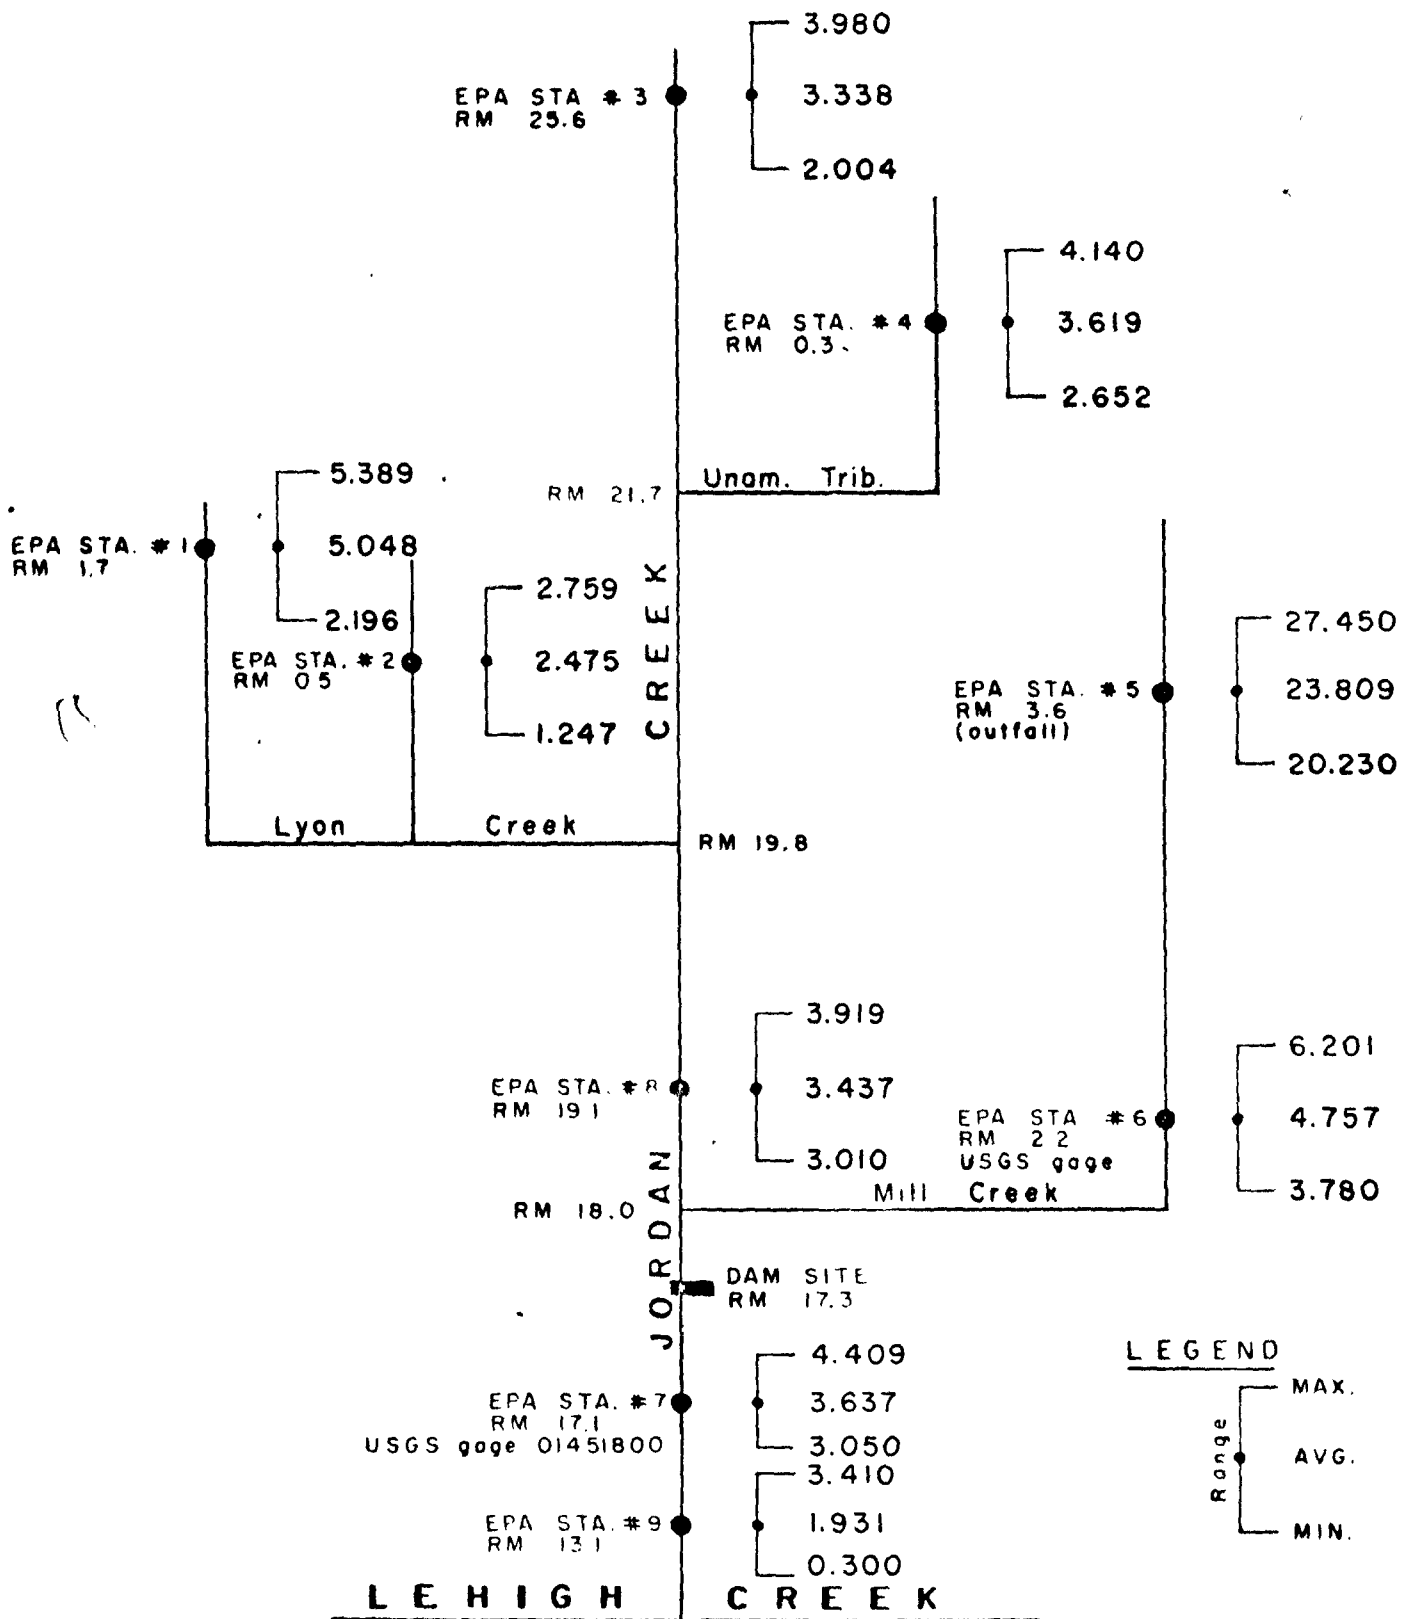 3.980
EPA STA # 3
RM 25.6
3.338
2.004
4.140
EPA STA. # 4
RM 0.3
3.619
2.652
Unam. Trib.
RM 21.7
5.389
EPA STA. # 1
RM 1.7
5.048
2.196
2.759
EPA STA. # 2
RM 0 5
2.475
1.247
27.450
EPA STA. # 5
RM 3.6
(outfall)
23.809
20.230
Lyon Creek
RM 19.8
3.919
EPA STA. # 8
RM 19 1
3.437
3.010
6.201
EPA STA # 6
RM 2 2
USGS gage
4.757
3.780
Mill Creek
RM 18.0
JORDAN CREEK
DAM SITE
RM 17.3
4.409
EPA STA. # 7
RM 17.1
USGS gage 01451800
3.637
3.050
3.410
EPA STA. # 9
RM 13 1
1.931
0.300
LEHIGH CREEK
LEGEND
MAX.
Range
AVG.
MIN.